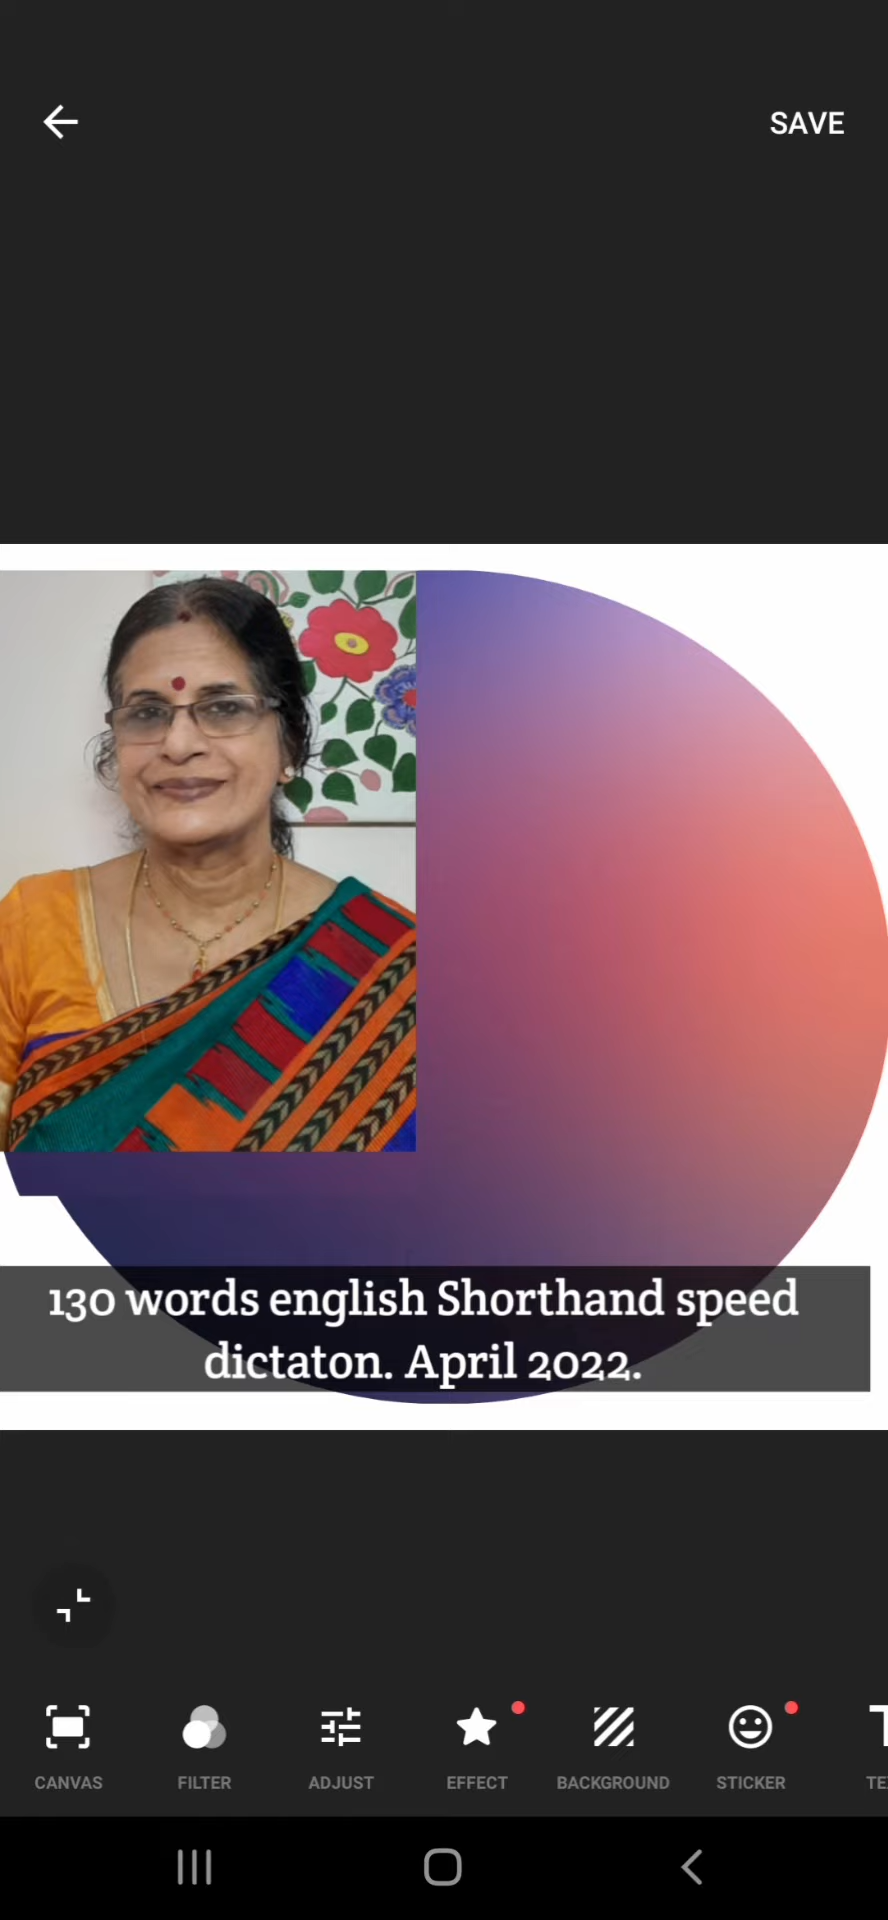 SAVE
130 words english Shorthand speed
dictaton. April 2022.
CANVAS
FILTER
ADJUST
EFFECT
BACKGROUND
STICKER